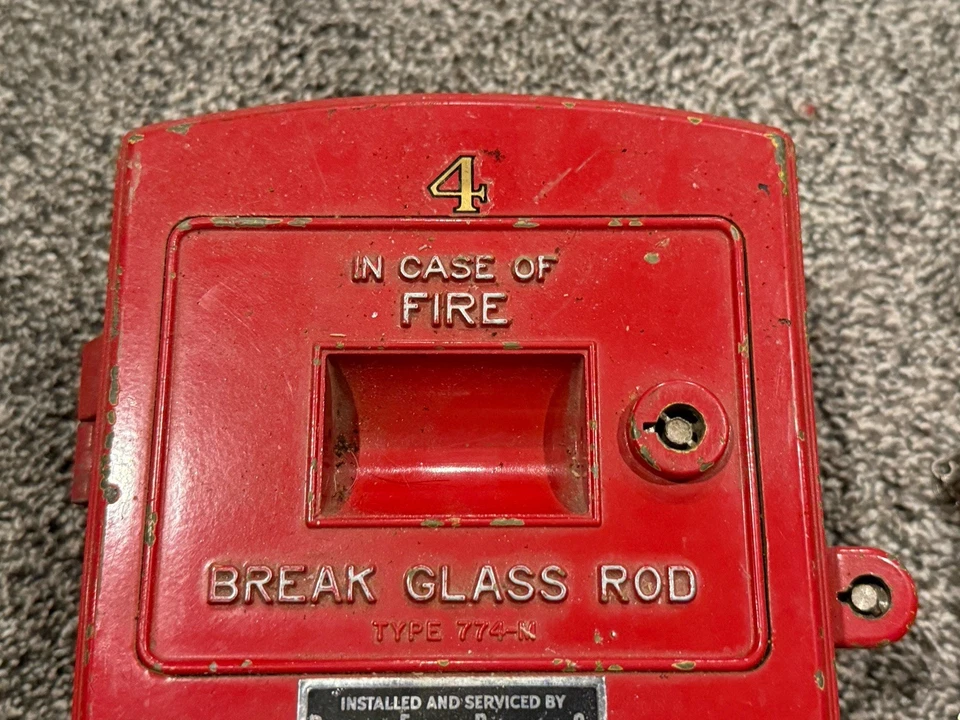 4
IN CASE OF
FIRE
BREAK GLASS ROD
TYPE 774-M
INSTALLED AND SERVICED BY